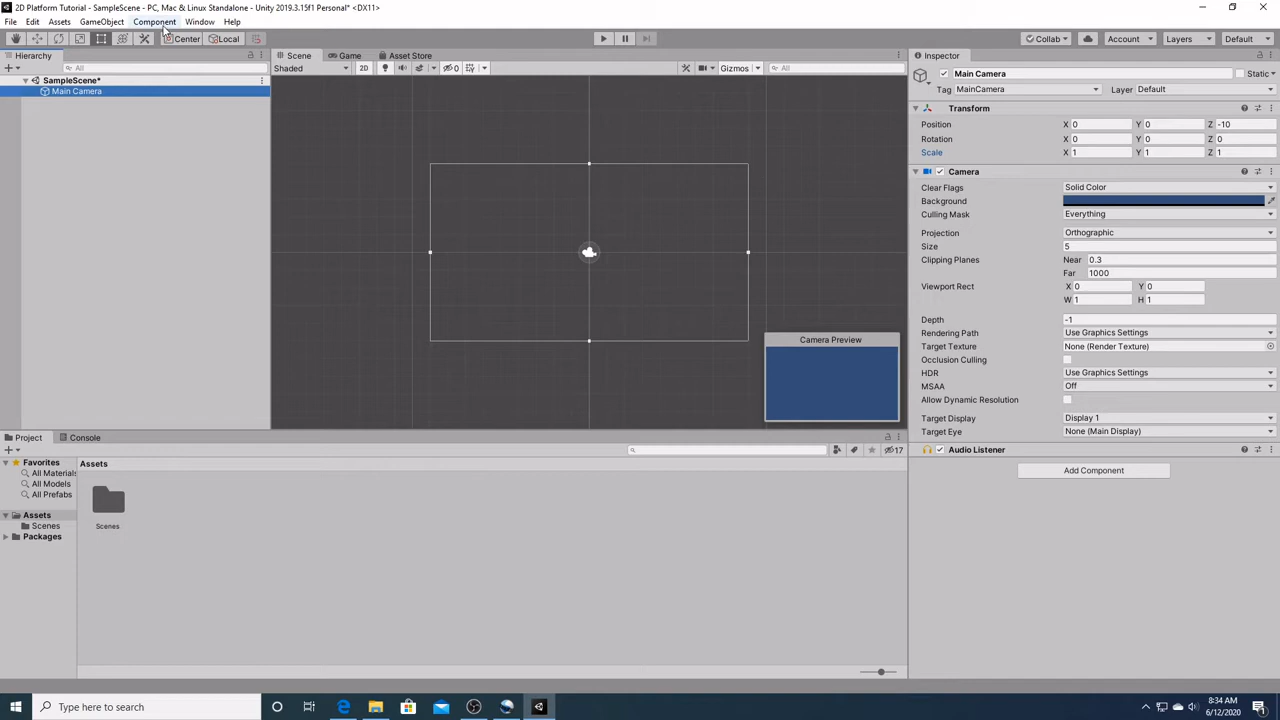 2D Platform Tutorial - SampleScene - PC, Mac & Linux Standalone - Unity 2019.3.15f1 Personal* <DX11>
File Edit Assets GameObject Component Window Help
Center Local Collab Account Layers Default
Hierarchy
All
SampleScene*
Main Camera
Scene Game Asset Store
Shaded 2D 0 Gizmos All
Camera Preview
Inspector
Main Camera Static
Tag MainCamera Layer Default
Transform
Position X 0 Y 0 Z -10
Rotation X 0 Y 0 Z 0
Scale X 1 Y 1 Z 1
Camera
Clear Flags Solid Color
Background
Culling Mask Everything
Projection Orthographic
Size 5
Clipping Planes Near 0.3
Far 1000
Viewport Rect X 0 Y 0
W 1 H 1
Depth -1
Rendering Path Use Graphics Settings
Target Texture None (Render Texture)
Occlusion Culling
HDR Use Graphics Settings
MSAA Off
Allow Dynamic Resolution
Target Display Display 1
Target Eye None (Main Display)
Audio Listener
Add Component
Project Console
17
Favorites
All Materials
All Models
All Prefabs
Assets
Scenes
Packages
Assets
Scenes
Type here to search
8:34 AM
6/12/2020
1